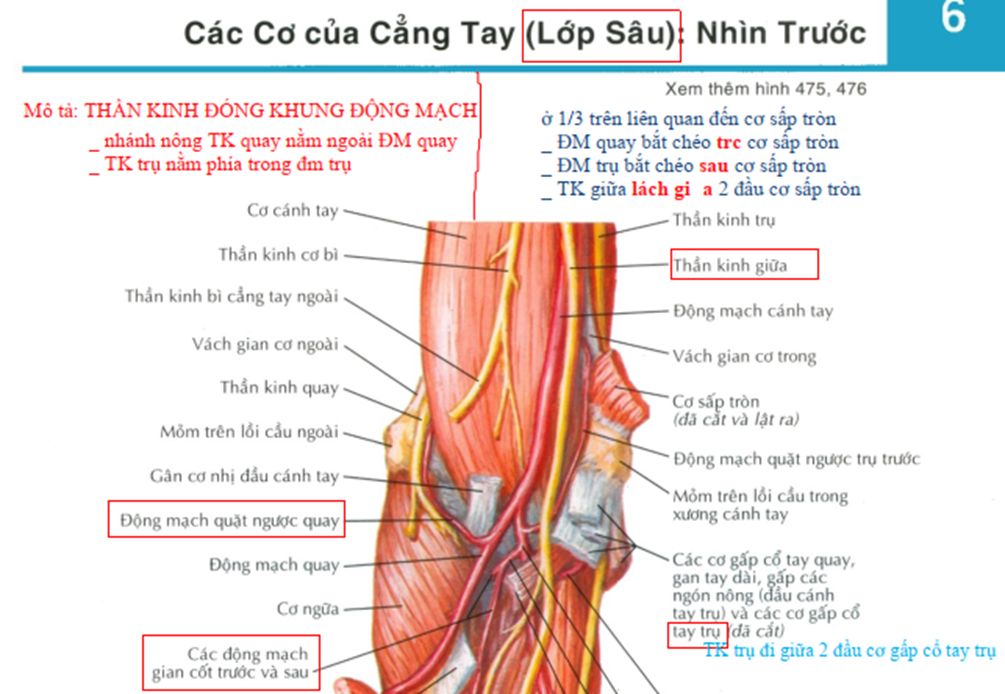 Các Cơ của Cẳng Tay (Lớp Sâu): Nhìn Trước
6
Xem thêm hình 475, 476
Mô tả: THẦN KINH ĐÓNG KHUNG ĐỘNG MẠCH
_ nhánh nông TK quay nằm ngoài ĐM quay
_ TK trụ nằm phía trong đm trụ
ở 1/3 trên liên quan đến cơ sấp tròn
_ ĐM quay bắt chéo trc cơ sấp tròn
_ ĐM trụ bắt chéo sau cơ sấp tròn
_ TK giữa lách gi a 2 đầu cơ sấp tròn
Cơ cánh tay
Thần kinh cơ bì
Thần kinh bì cẳng tay ngoài
Vách gian cơ ngoài
Thần kinh quay
Mỏm trên lồi cầu ngoài
Gân cơ nhị đầu cánh tay
Động mạch quặt ngược quay
Động mạch quay
Cơ ngữa
Các động mạch
gian cốt trước và sau
Thần kinh trụ
Thần kinh giữa
Động mạch cánh tay
Vách gian cơ trong
Cơ sấp tròn
(đã cắt và lật ra)
Động mạch quặt ngược trụ trước
Mỏm trên lồi cầu trong
xương cánh tay
Các cơ gấp cổ tay quay,
gan tay dài, gấp các
ngón nông (đầu cánh
tay trụ) và các cơ gấp cổ
tay trụ (đã cắt)
TK trụ đi giữa 2 đầu cơ gấp cổ tay trụ